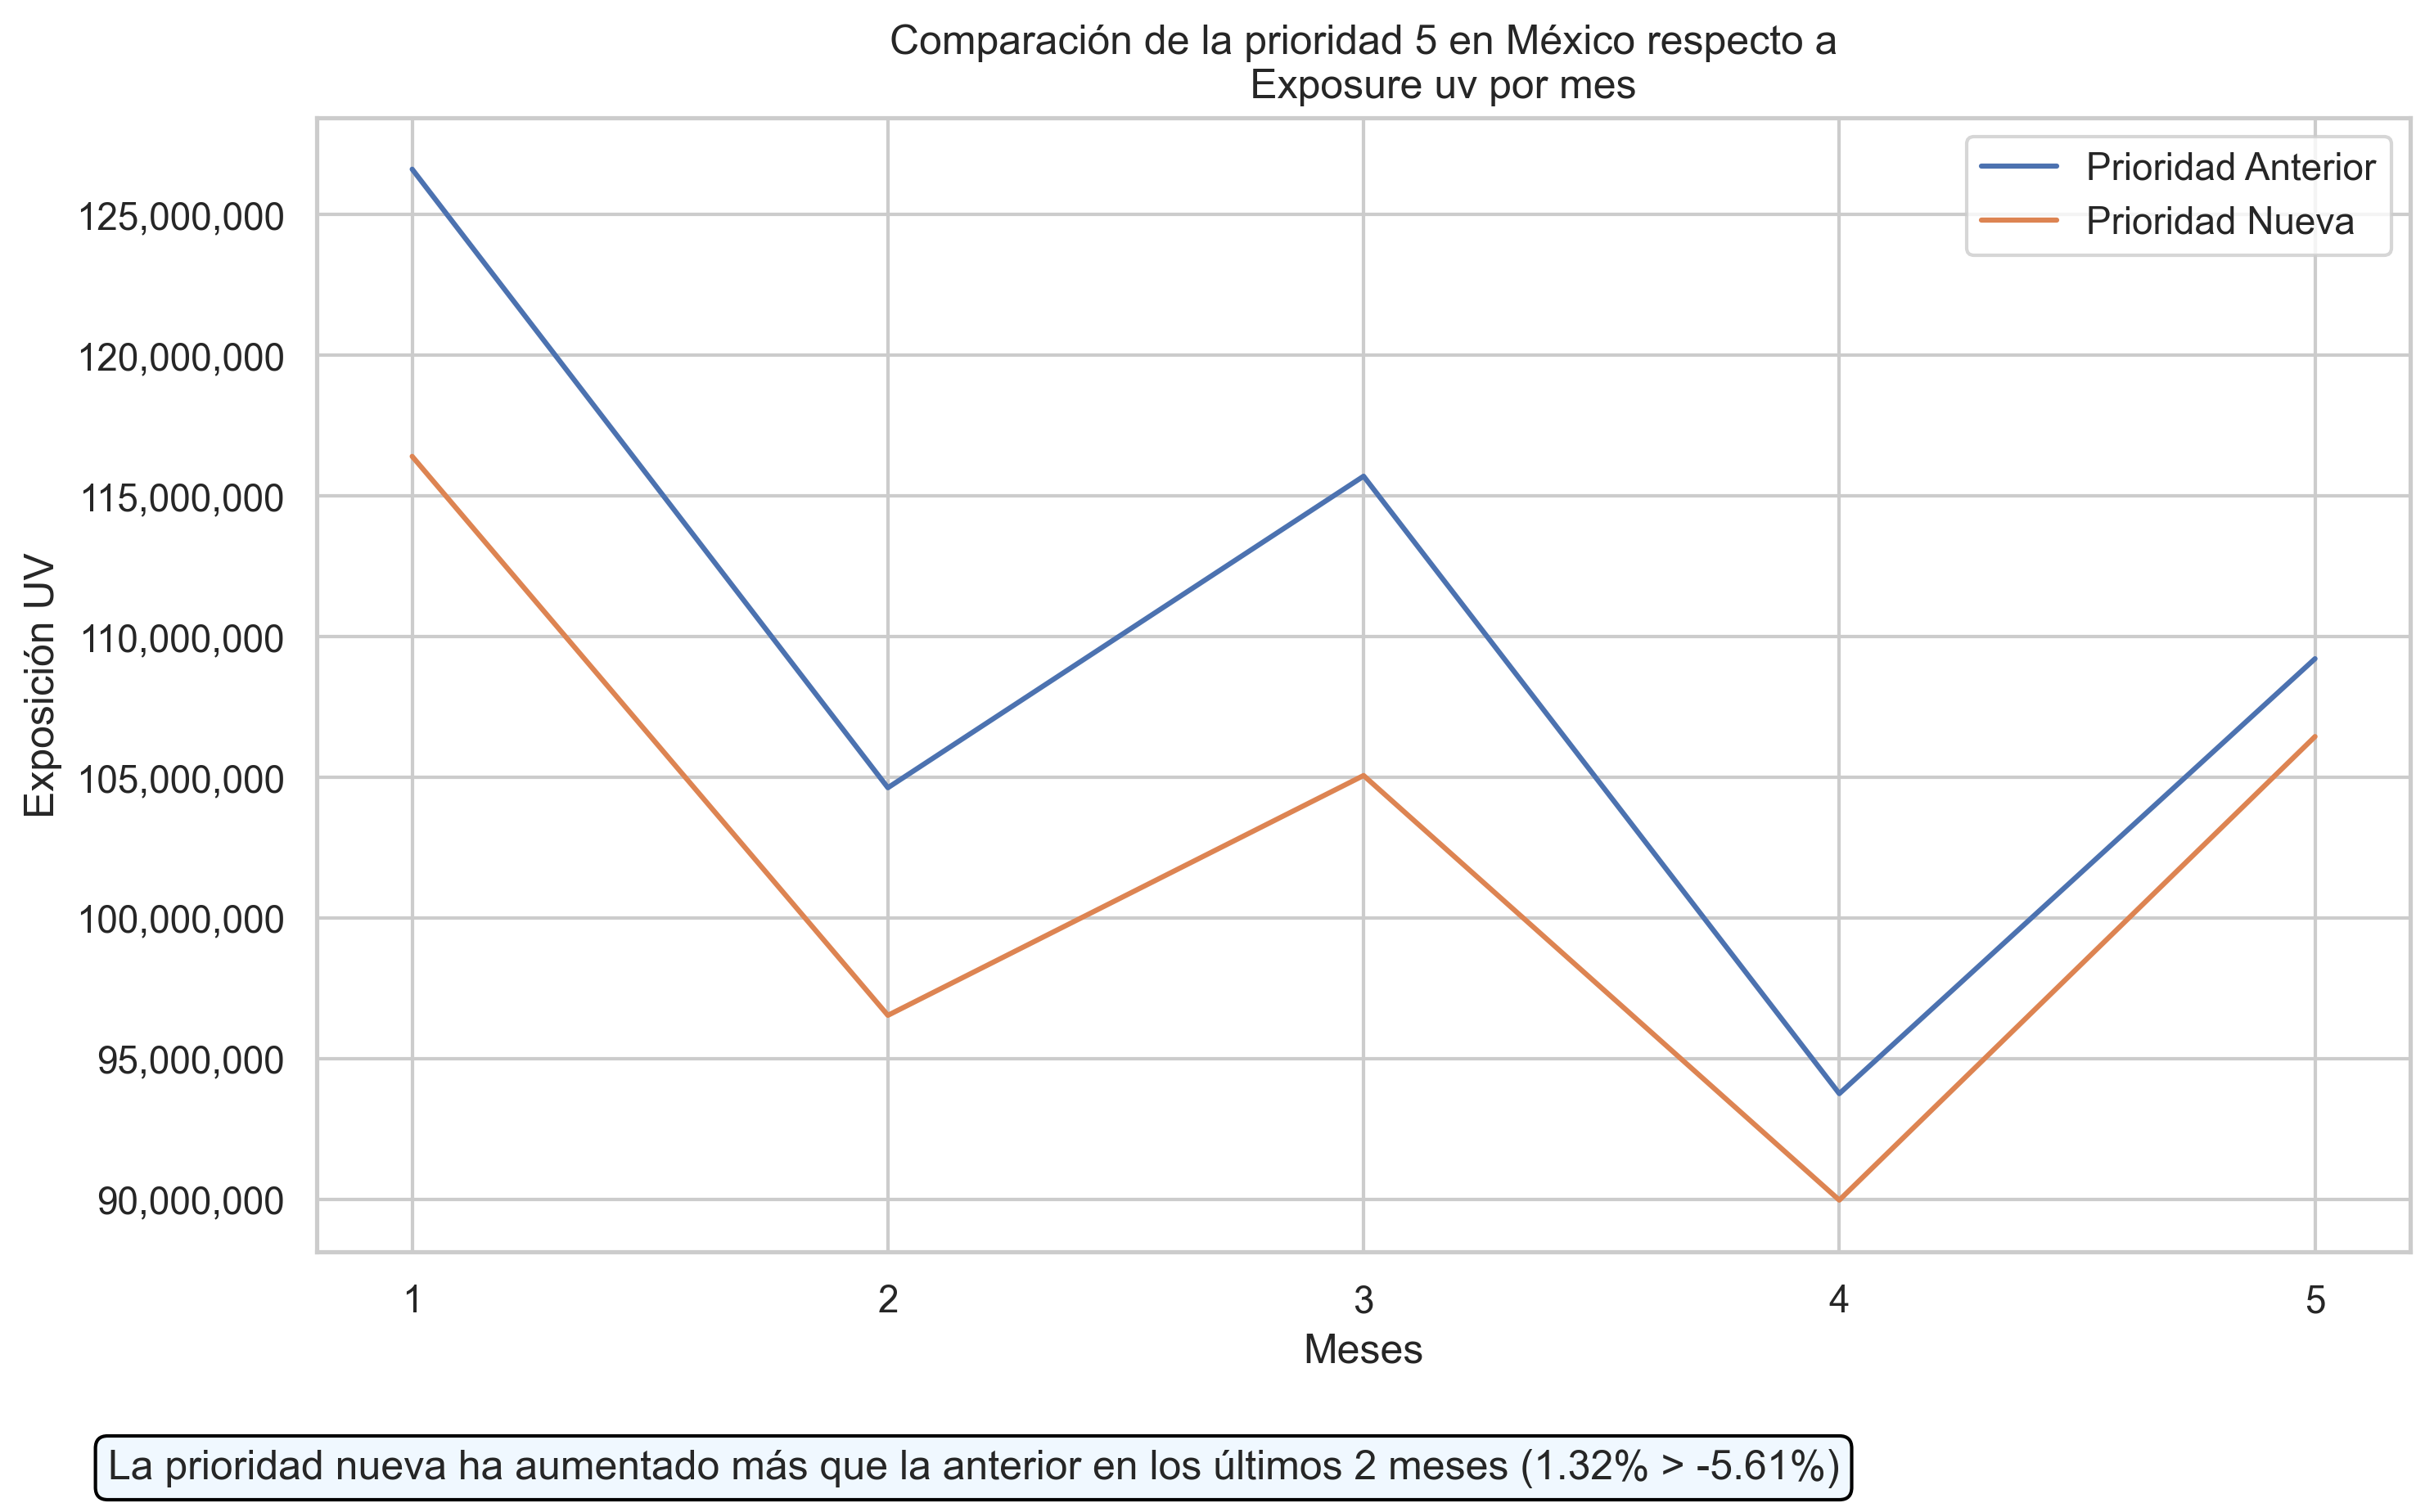 Comparación de la prioridad 5 en México respecto a
Exposure uv por mes
Prioridad Anterior
Prioridad Nueva
Exposición UV
125,000,000
120,000,000
115,000,000
110,000,000
105,000,000
100,000,000
95,000,000
90,000,000
1 2 3 4 5
Meses
La prioridad nueva ha aumentado más que la anterior en los últimos 2 meses (1.32% > -5.61%)